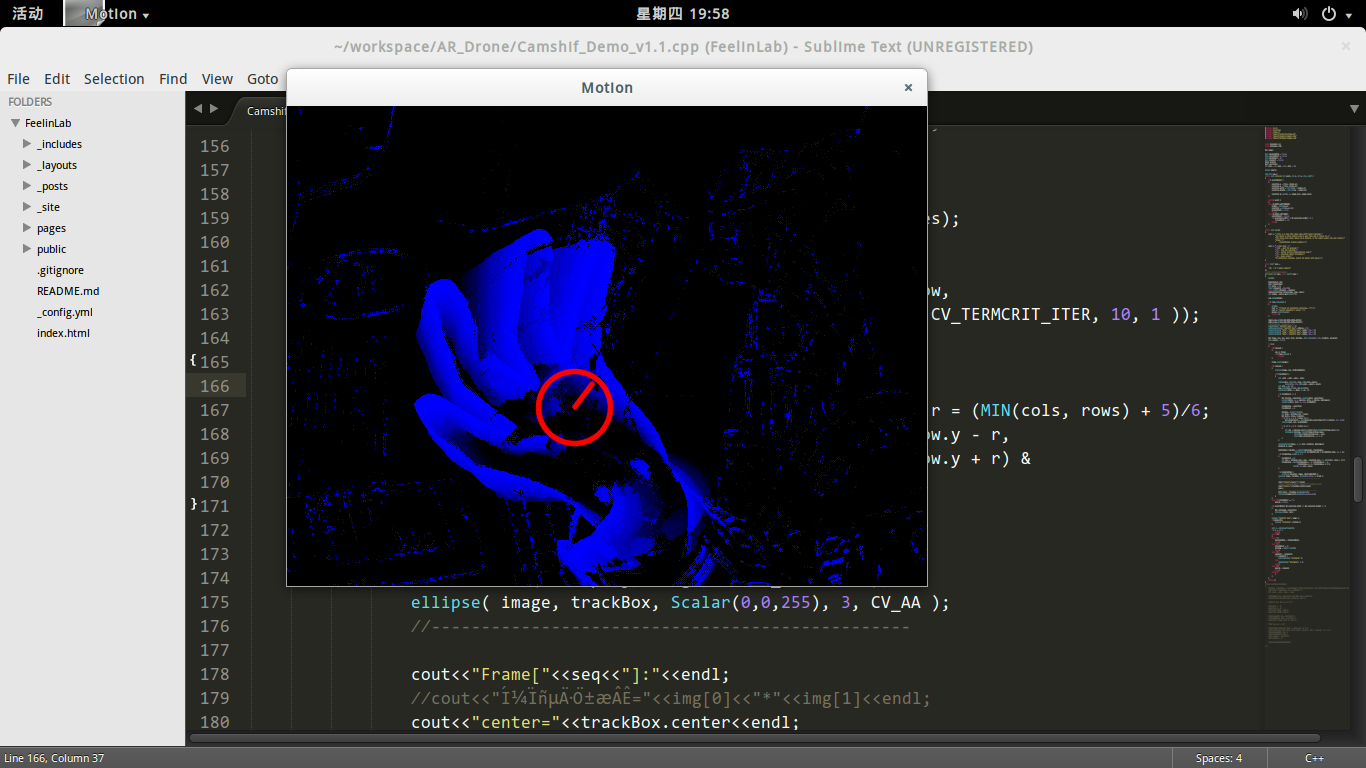 活动 Motion 星期四 19:58
~/workspace/AR_Drone/Camshif_Demo_v1.1.cpp (FeelinLab) - Sublime Text (UNREGISTERED)
File Edit Selection Find View Goto
Motion
FOLDERS
FeelinLab
_includes
_layouts
_posts
_site
pages
public
.gitignore
README.md
_config.yml
index.html
Camshif
156
157
158
159 es);
160
161
162 ow,
163 CV_TERMCRIT_ITER, 10, 1 ));
164
{ 165
166
167 r = (MIN(cols, rows) + 5)/6;
168 ow.y - r,
169 ow.y + r) &
170
} 171
172
173
174
175 ellipse( image, trackBox, Scalar(0,0,255), 3, CV_AA );
176 //-----------------------------------------------
177
178 cout<<"Frame["<<seq<<"]:"<<endl;
179 //cout<<"Í¼ÏñµÄ·Ö±æÂÊ="<<img[0]<<"*"<<img[1]<<endl;
180 cout<<"center="<<trackBox.center<<endl;
Line 166, Column 37 Spaces: 4 C++